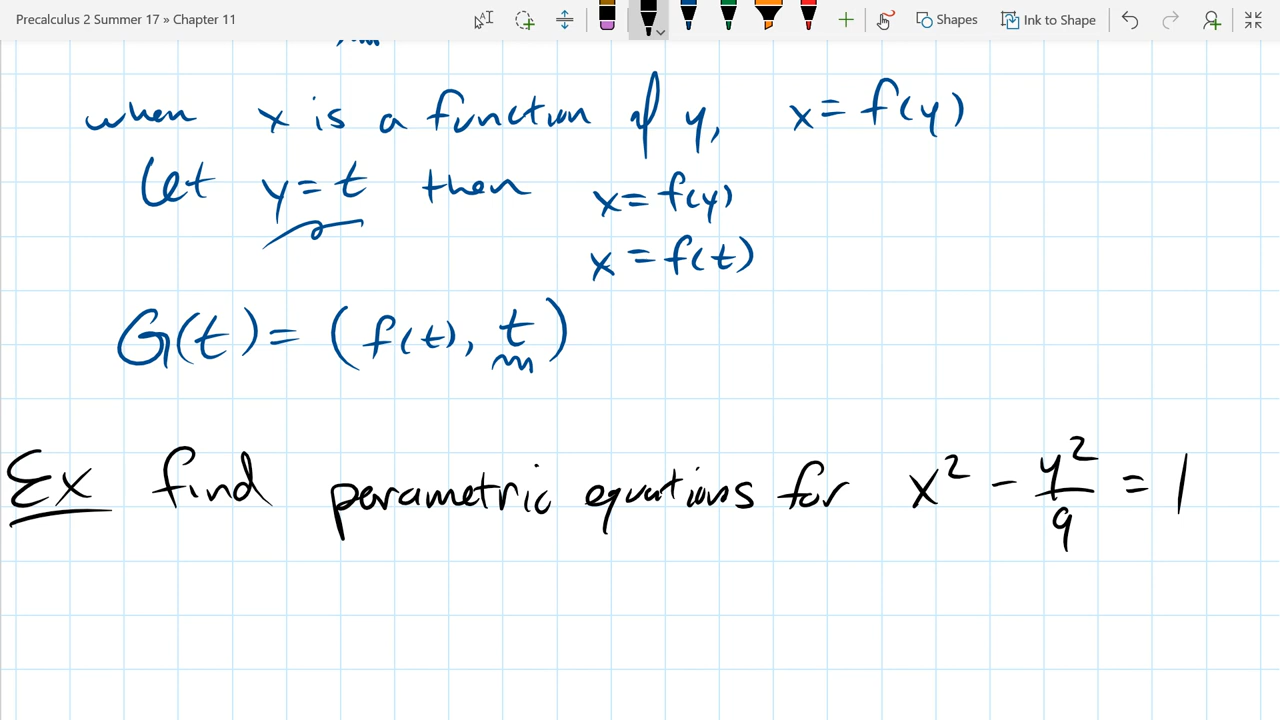 Precalculus 2 Summer 17 » Chapter 11
Shapes
Ink to Shape
when x is a function of y, x = f(y)
Let y = t then x = f(y)
x = f(t)
G(t) = (f(t), t)
Ex find parametric equations for x² - y²/9 = 1